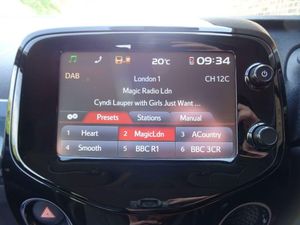 20°C 09:34
DAB London 1 CH 12C
Magic Radio Ldn
Cyndi Lauper with Girls Just Want ...
Presets Stations Manual
1 Heart 2 MagicLdn 3 ACountry
4 Smooth 5 BBC R1 6 BBC 3CR